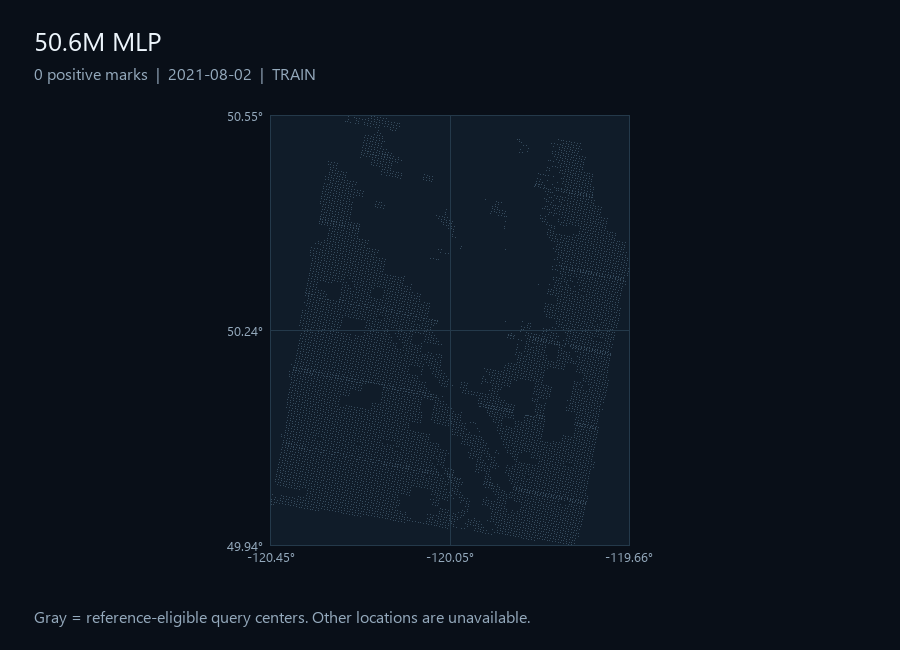 50.6M MLP
0 positive marks | 2021-08-02 | TRAIN
50.55°
50.24°
49.94°
-120.45°
-120.05°
-119.66°
Gray = reference-eligible query centers. Other locations are unavailable.